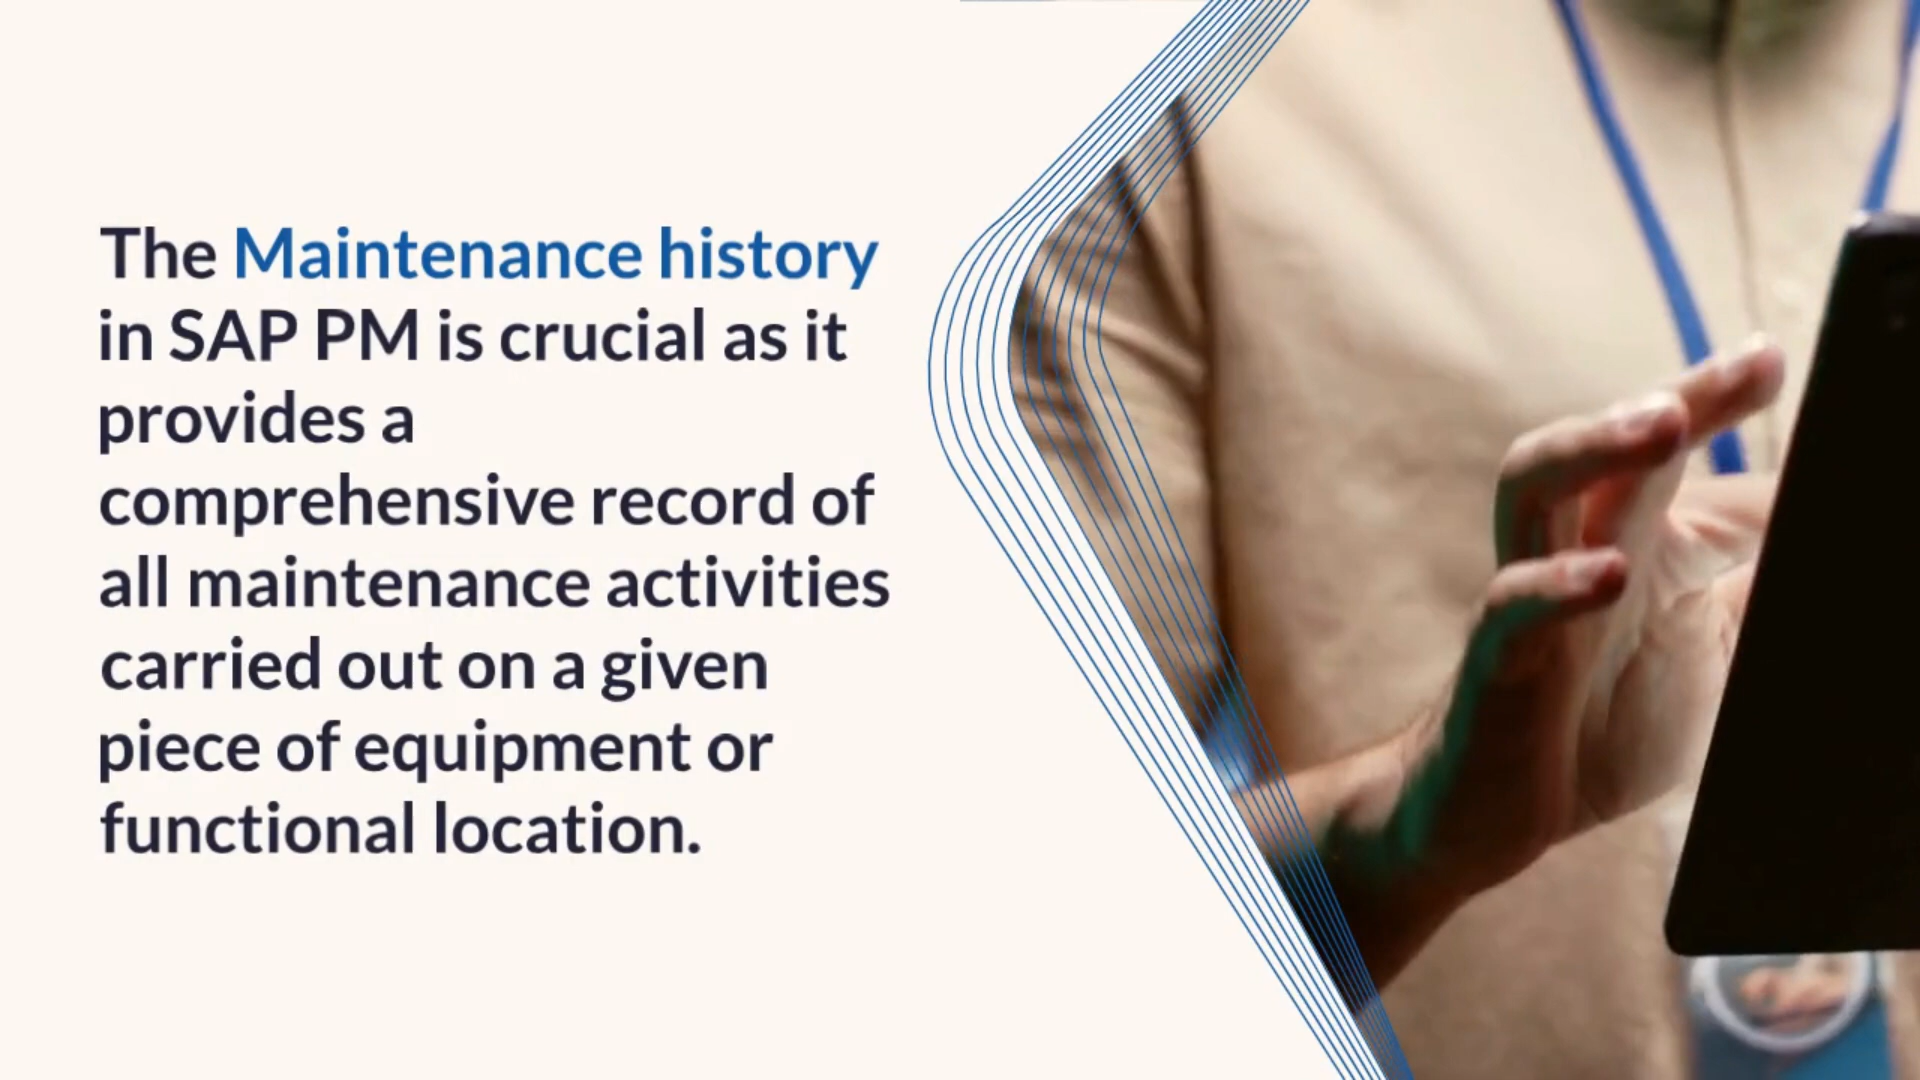 The Maintenance history
in SAP PM is crucial as it
provides a
comprehensive record of
all maintenance activities
carried out on a given
piece of equipment or
functional location.